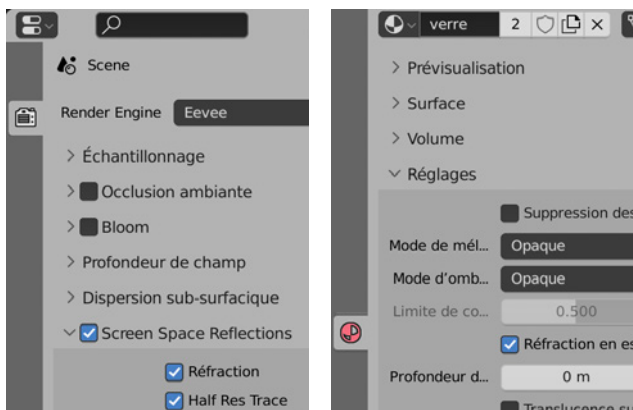 Scene
Render Engine Eevee
Échantillonnage
Occlusion ambiante
Bloom
Profondeur de champ
Dispersion sub-surfacique
Screen Space Reflections
Réfraction
Half Res Trace
verre 2
Prévisualisation
Surface
Volume
Réglages
Suppression des
Mode de mél... Opaque
Mode d'omb... Opaque
Limite de co... 0.500
Réfraction en es
Profondeur d... 0 m
Translucence su